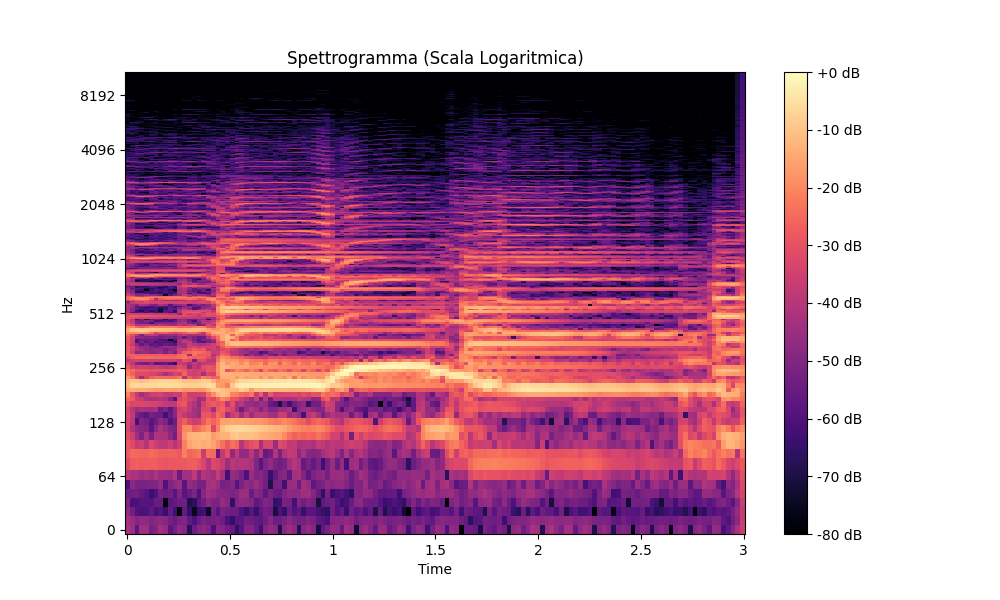 Spettrogramma (Scala Logaritmica)
Hz
8192
4096
2048
1024
512
256
128
64
0
0
0.5
1
1.5
2
2.5
3
Time
+0 dB
-10 dB
-20 dB
-30 dB
-40 dB
-50 dB
-60 dB
-70 dB
-80 dB